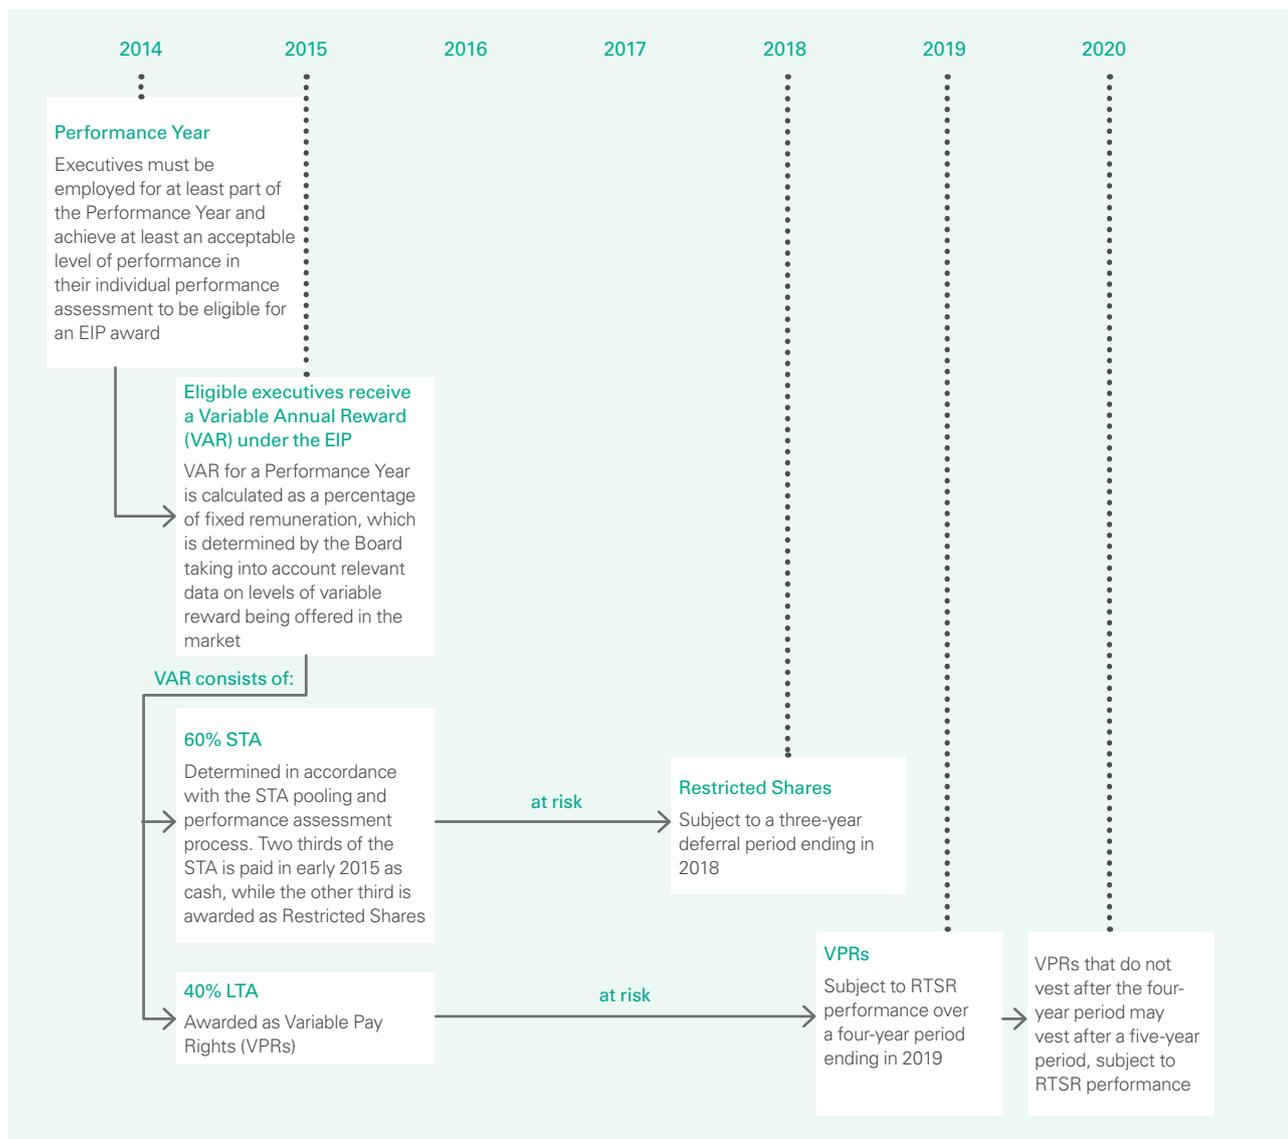 2014 2015 2016 2017 2018 2019 2020
Performance Year
Executives must be
employed for at least part of
the Performance Year and
achieve at least an acceptable
level of performance in
their individual performance
assessment to be eligible for
an EIP award
Eligible executives receive
a Variable Annual Reward
(VAR) under the EIP
VAR for a Performance Year
is calculated as a percentage
of fixed remuneration, which
is determined by the Board
taking into account relevant
data on levels of variable
reward being offered in the
market
VAR consists of:
60% STA
Determined in accordance
with the STA pooling and
performance assessment
process. Two thirds of the
STA is paid in early 2015 as
cash, while the other third is
awarded as Restricted Shares
at risk
Restricted Shares
Subject to a three-year
deferral period ending in
2018
40% LTA
Awarded as Variable Pay
Rights (VPRs)
at risk
VPRs
Subject to RTSR
performance over
a four-year period
ending in 2019
VPRs that do not
vest after the four-
year period may
vest after a five-year
period, subject to
RTSR performance